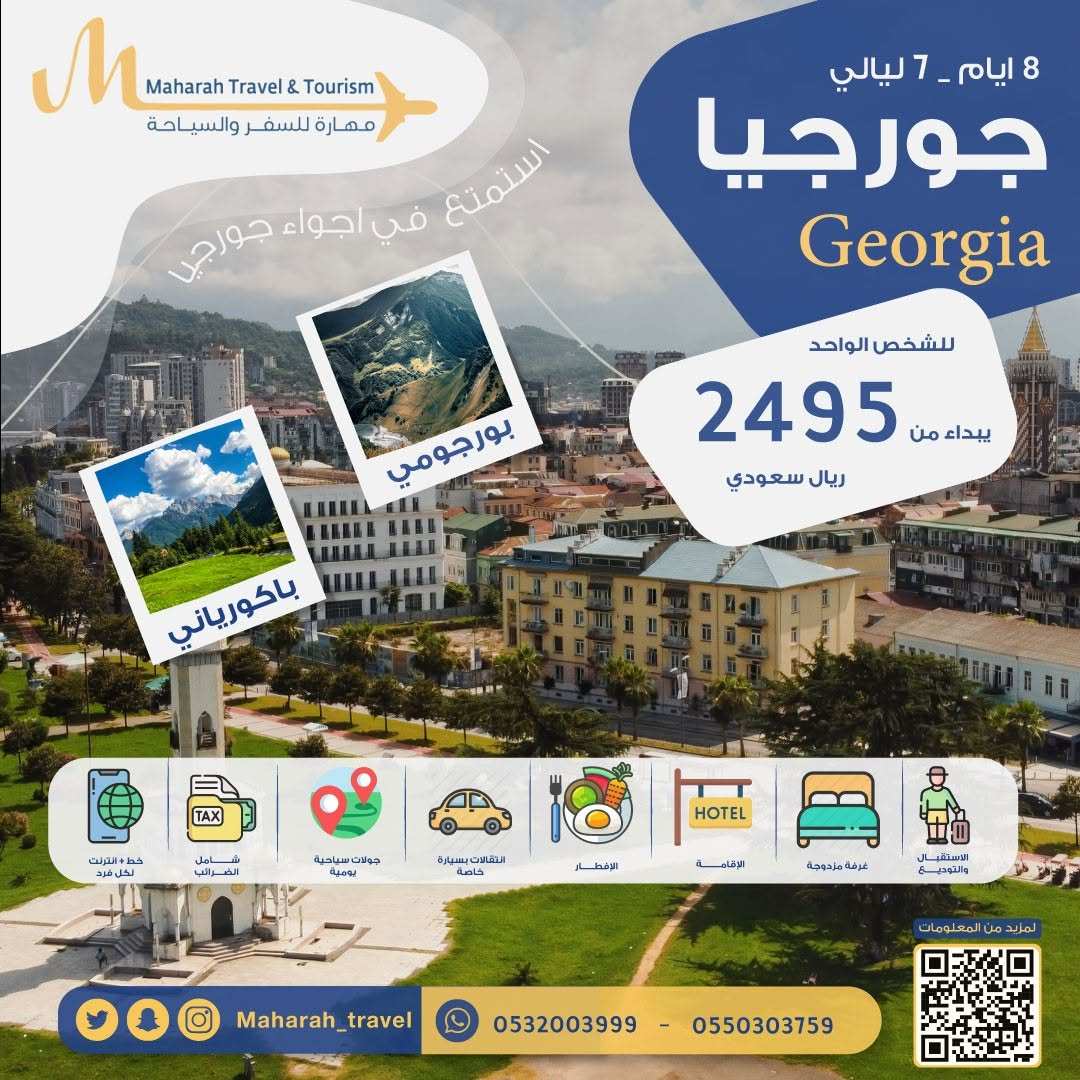 Maharah Travel & Tourism
مهارة للسفر والسياحة
8 ايام _ 7 ليالي
جورجيا
Georgia
استمتع في اجواء جورجيا
للشخص الواحد
يبداء من 2495
ريال سعودي
بورجومي
باكورياني
الاستقبال
والتوديع
غرفة مزدوجة
HOTEL
الإقامة
الإفطار
انتقالات بسيارة
خاصة
جولات سياحية
يومية
TAX
شامل
الضرائب
خط + انترنت
لكل فرد
لمزيد من المعلومات
Maharah_travel
0532003999 - 0550303759